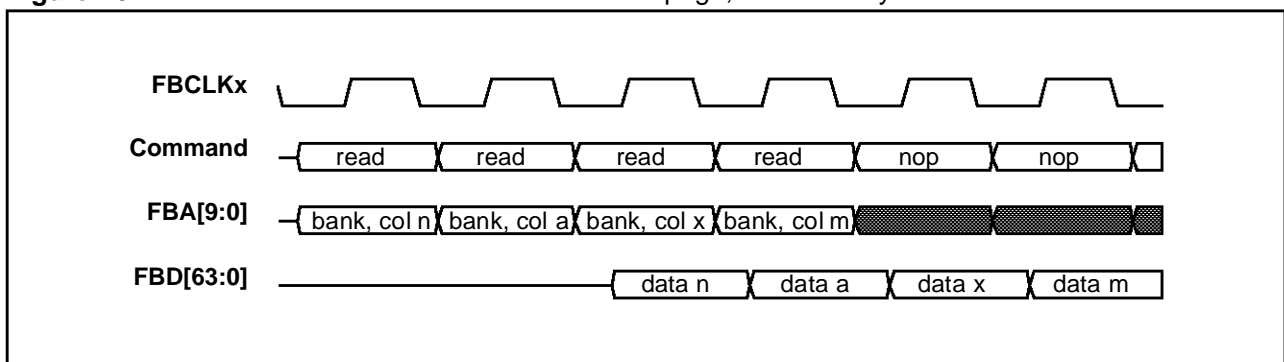 page,
FBCLKx
Command read read read read nop nop
FBA[9:0] bank, col n bank, col a bank, col x bank, col m
FBD[63:0] data n data a data x data m